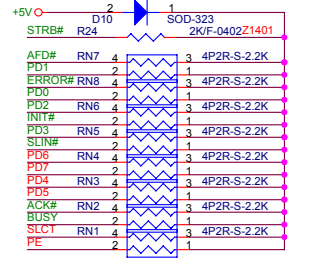 +5V 2 1
D10 SOD-323
STRB# R24 2K/F-0402 Z1401
AFD# RN7 4 3 4P2R-S-2.2K
PD1 2 1
ERROR# RN8 4 3 4P2R-S-2.2K
PD0 2 1
PD2 RN6 4 3 4P2R-S-2.2K
INIT# 2 1
PD3 RN5 4 3 4P2R-S-2.2K
SLIN# 2 1
PD6 RN4 4 3 4P2R-S-2.2K
PD7 2 1
PD4 RN3 4 3 4P2R-S-2.2K
PD5 2 1
ACK# RN2 4 3 4P2R-S-2.2K
BUSY 2 1
SLCT RN1 4 3 4P2R-S-2.2K
PE 2 1